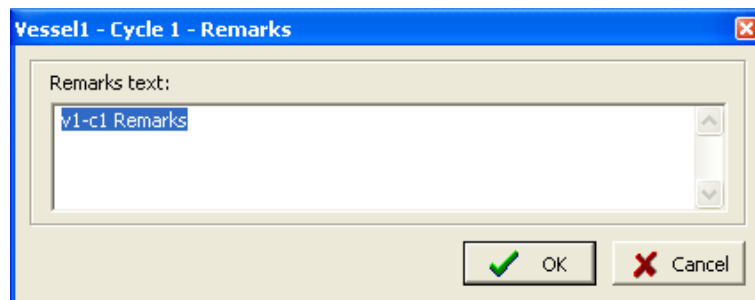 Vessel1 - Cycle 1 - Remarks
Remarks text:
v1-c1 Remarks
OK
Cancel